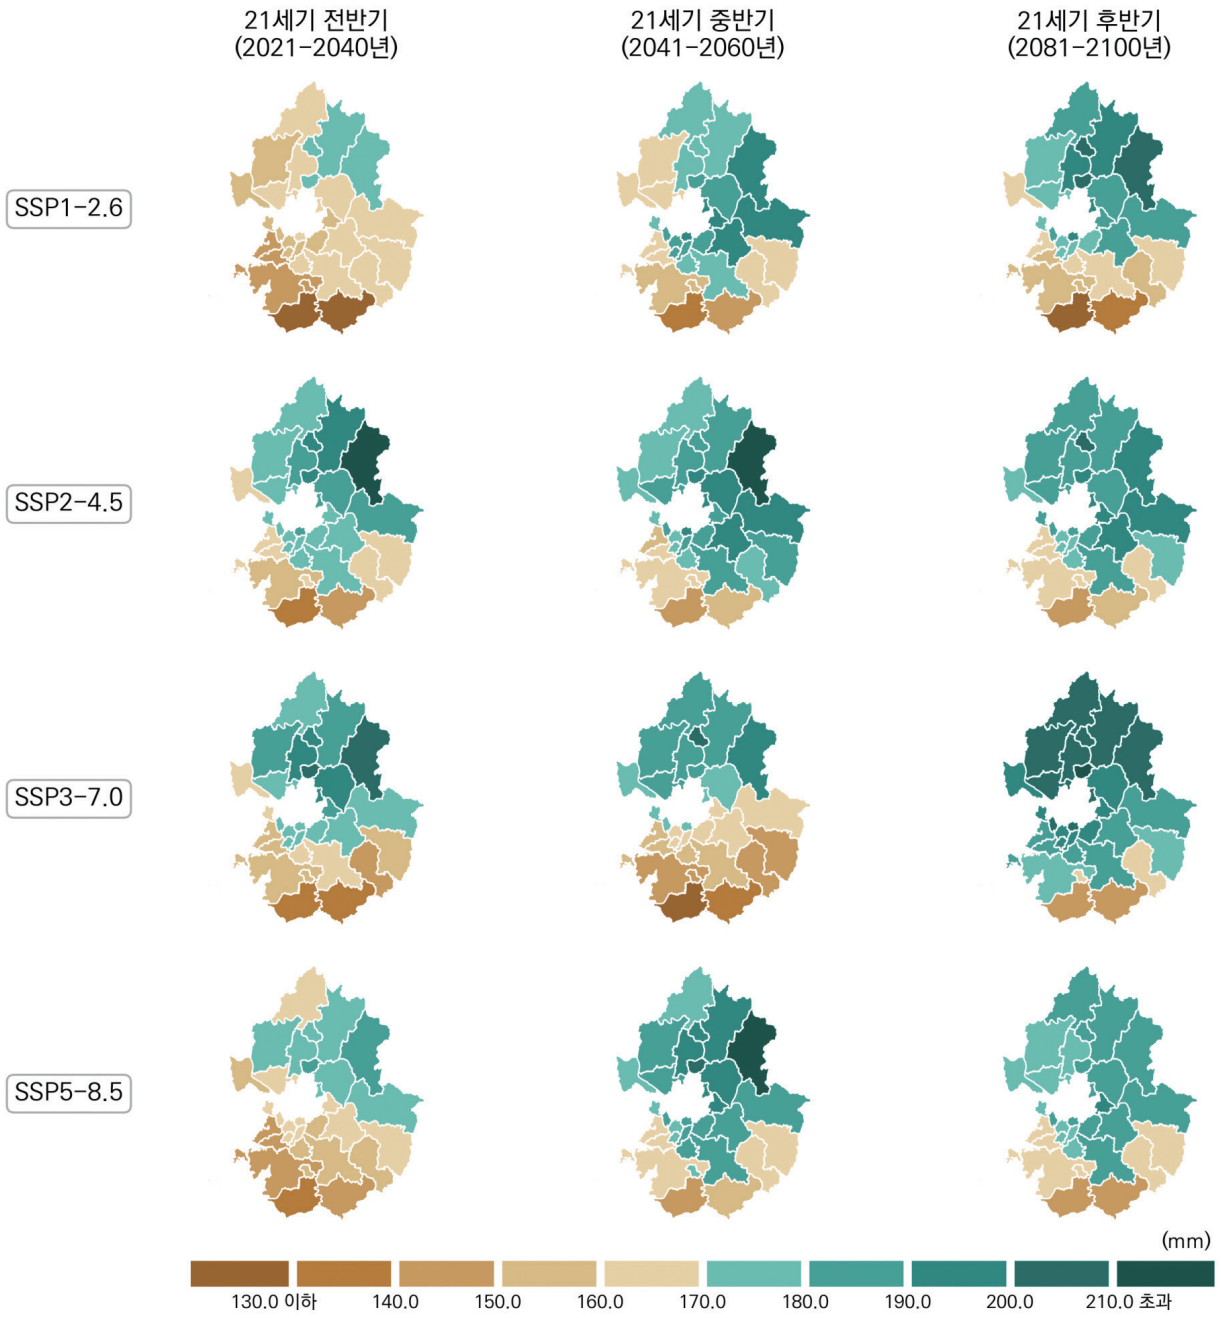 21세기 전반기
(2021-2040년)
21세기 중반기
(2041-2060년)
21세기 후반기
(2081-2100년)
SSP1-2.6
SSP2-4.5
SSP3-7.0
SSP5-8.5
(mm)
130.0 이하 140.0 150.0 160.0 170.0 180.0 190.0 200.0 210.0 초과